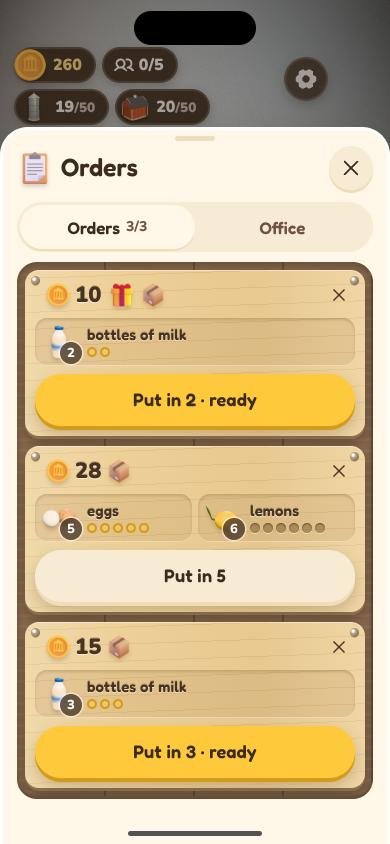 260
0/5
19/50
20/50
Orders
Orders 3/3
Office
10
bottles of milk
2
Put in 2 · ready
28
eggs
5
lemons
6
Put in 5
15
bottles of milk
3
Put in 3 · ready